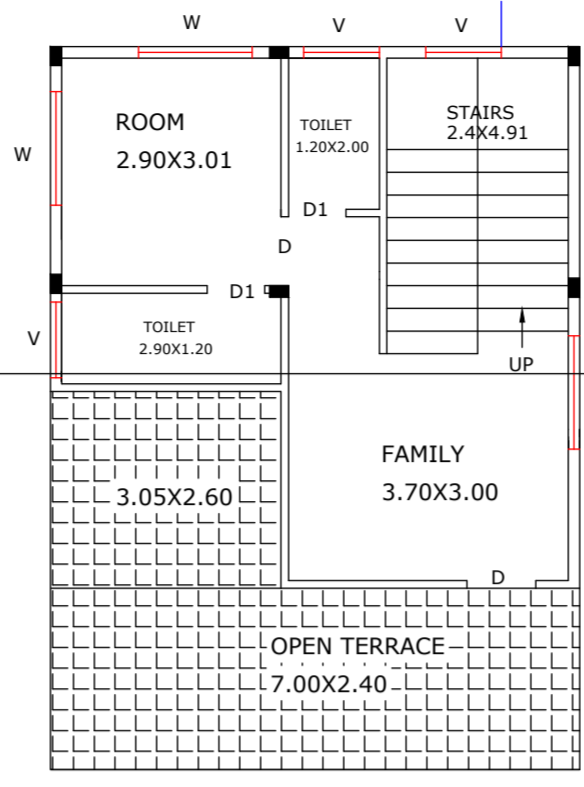 W
V
V
ROOM
2.90X3.01
TOILET
1.20X2.00
STAIRS
2.4X4.91
W
D1
D
D1
V
TOILET
2.90X1.20
UP
FAMILY
3.70X3.00
3.05X2.60
D
OPEN TERRACE
7.00X2.40